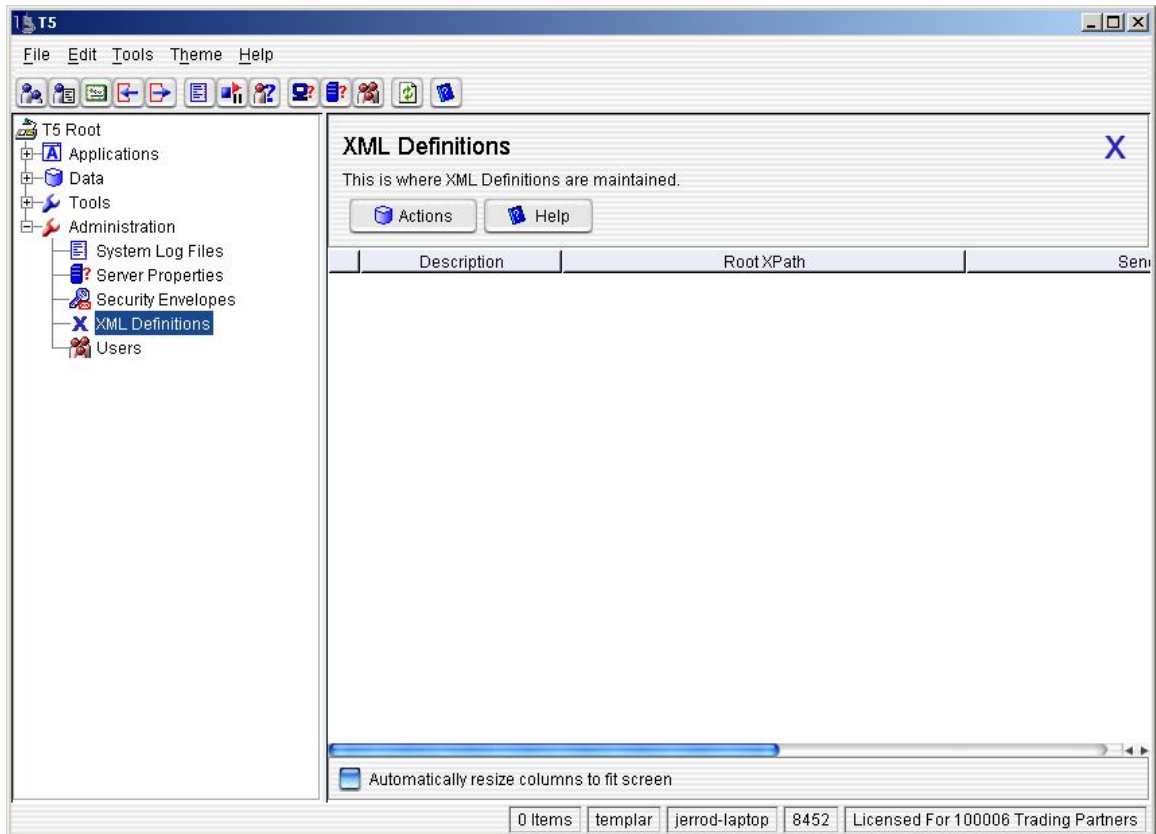 T5
File Edit Tools Theme Help
T5 Root
Applications
Data
Tools
Administration
System Log Files
Server Properties
Security Envelopes
XML Definitions
Users
XML Definitions
X
This is where XML Definitions are maintained.
Actions Help
Description Root XPath Sen
Automatically resize columns to fit screen
0 Items templar jerrod-laptop 8452 Licensed For 100006 Trading Partners